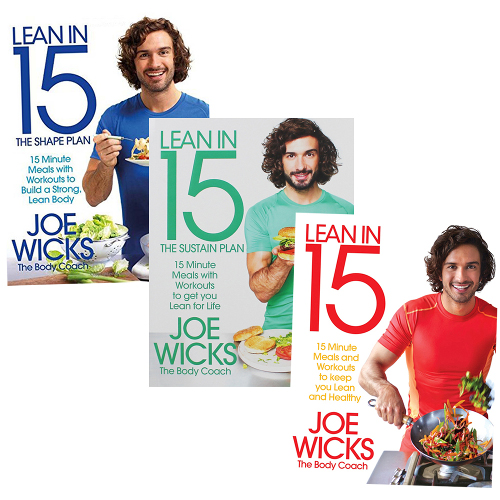 LEAN IN
15
THE SHAPE PLAN
15 Minute
Meals with
Workouts to
Build a Strong,
Lean Body
JOE
WICKS
The Body Coach
LEAN IN
15
THE SUSTAIN PLAN
15 Minute
Meals with
Workouts
to get you
Lean for Life
JOE
WICKS
The Body Coach
LEAN IN
15
15 Minute
Meals and
Workouts
to keep
you Lean
and Healthy
JOE
WICKS
The Body Coach